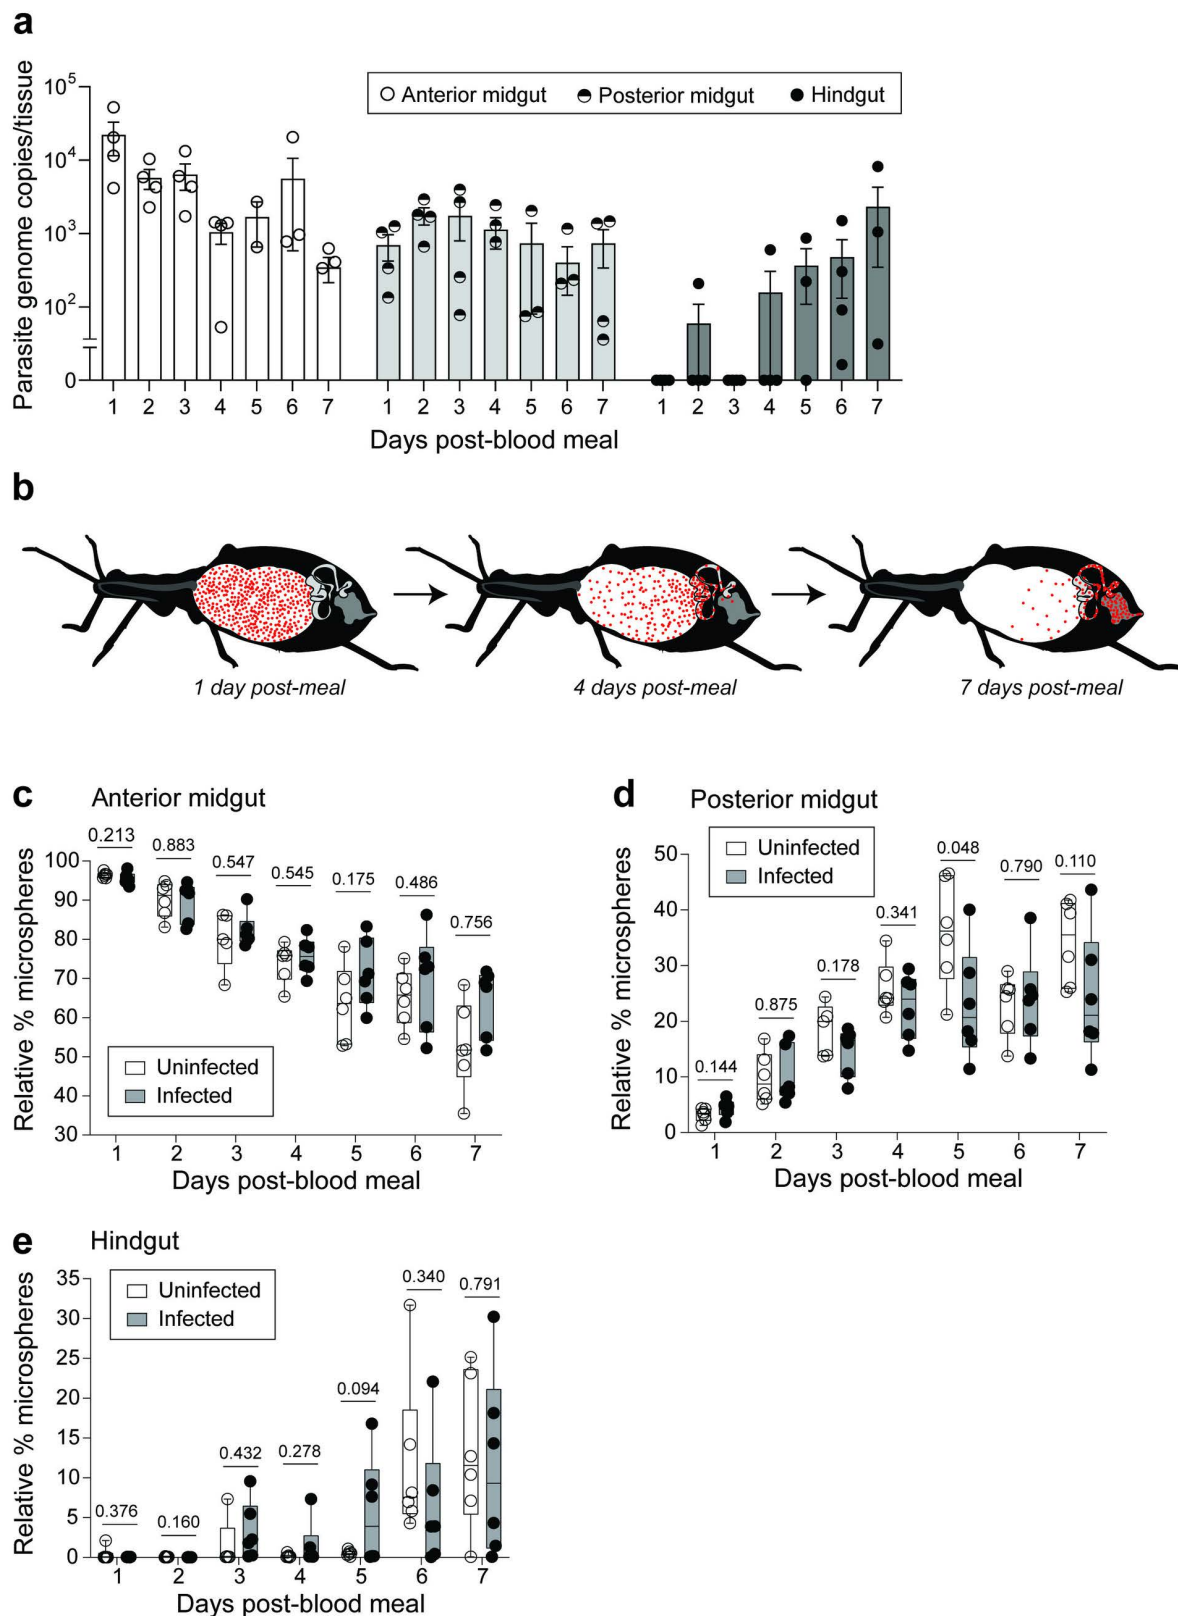 a
Parasite genome copies/tissue
10^5
10^4
10^3
10^2
0
Anterior midgut Posterior midgut Hindgut
1 2 3 4 5 6 7 1 2 3 4 5 6 7 1 2 3 4 5 6 7
Days post-blood meal
b
1 day post-meal 4 days post-meal 7 days post-meal
c Anterior midgut
Relative % microspheres
100
90
80
70
60
50
40
30
0.213 0.883 0.547 0.545 0.175 0.486 0.756
Uninfected
Infected
1 2 3 4 5 6 7
Days post-blood meal
d Posterior midgut
Relative % microspheres
50
40
30
20
10
0
Uninfected
Infected
0.144 0.875 0.178 0.341 0.048 0.790 0.110
1 2 3 4 5 6 7
Days post-blood meal
e Hindgut
Relative % microspheres
35
30
25
20
15
10
5
0
Uninfected
Infected
0.376 0.160 0.432 0.278 0.094 0.340 0.791
1 2 3 4 5 6 7
Days post-blood meal